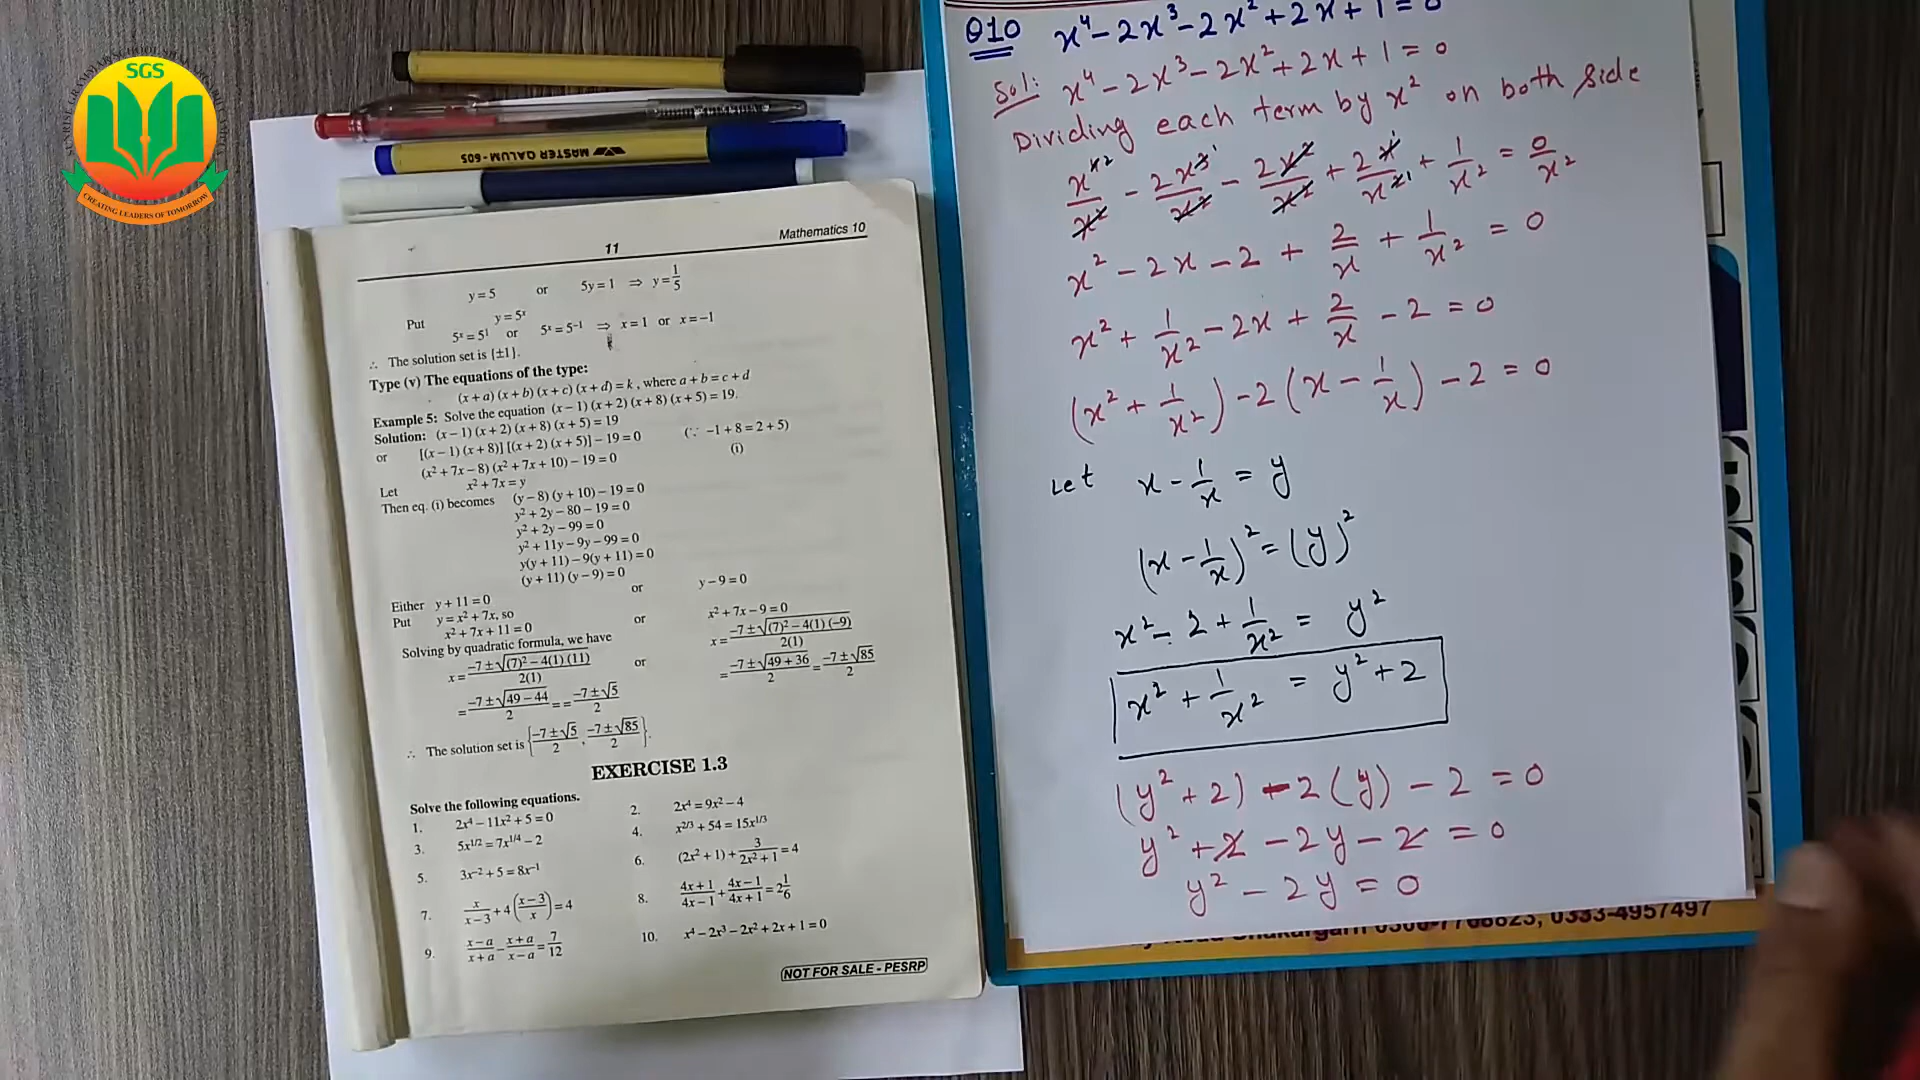 SUNRISE GRAMMAR SCHOOL SHAKARGARH
SGS
CREATING LEADERS OF TOMORROW
MASTER QALUM - 605
11
Mathematics 10
y = 5 or 5y = 1 ⇒ y = 1/5
Put y = 5ˣ
5ˣ = 5¹ or 5ˣ = 5⁻¹ ⇒ x = 1 or x = −1
∴ The solution set is {±1}.
Type (v) The equations of the type:
(x + a) (x + b) (x + c) (x + d) = k , where a + b = c + d
Example 5: Solve the equation (x − 1) (x + 2) (x + 8) (x + 5) = 19.
Solution: (x − 1) (x + 2) (x + 8) (x + 5) = 19
or [(x − 1) (x + 8)] [(x + 2) (x + 5)] − 19 = 0 (∵ −1 + 8 = 2 + 5)
(x² + 7x − 8) (x² + 7x + 10) − 19 = 0 (i)
Let x² + 7x = y
Then eq. (i) becomes (y − 8) (y + 10) − 19 = 0
y² + 2y − 80 − 19 = 0
y² + 2y − 99 = 0
y² + 11y − 9y − 99 = 0
y(y + 11) − 9(y + 11) = 0
(y + 11) (y − 9) = 0
Either y + 11 = 0 or y − 9 = 0
Put y = x² + 7x, so
x² + 7x + 11 = 0 or x² + 7x − 9 = 0
Solving by quadratic formula, we have
x = (−7 ± √((7)² − 4(1) (11)))/2(1) or x = (−7 ± √((7)² − 4(1) (−9)))/2(1)
= (−7 ± √(49 − 44))/2 = = (−7 ± √5)/2 = (−7 ± √(49 + 36))/2 = (−7 ± √85)/2
∴ The solution set is {(−7 ± √5)/2 , (−7 ± √85)/2}.
EXERCISE 1.3
Solve the following equations.
1. 2x⁴ − 11x² + 5 = 0 2. 2x⁴ = 9x² − 4
3. 5x^1/2 = 7x^1/4 − 2 4. x^2/3 + 54 = 15x^1/3
5. 3x⁻² + 5 = 8x⁻¹ 6. (2x² + 1) + 3/(2x² + 1) = 4
7. x/(x − 3) + 4((x − 3)/x) = 4 8. (4x + 1)/(4x − 1) + (4x − 1)/(4x + 1) = 2 1/6
9. (x − a)/(x + a) − (x + a)/(x − a) = 7/12 10. x⁴ − 2x³ − 2x² + 2x + 1 = 0
NOT FOR SALE - PESRP
Q10 x⁴ − 2x³ − 2x² + 2x + 1 = 0
Sol: x⁴ − 2x³ − 2x² + 2x + 1 = 0
Dividing each term by x² on both side
x⁴/x² − 2x³/x² − 2x²/x² + 2x/x² + 1/x² = 0/x²
x² − 2x − 2 + 2/x + 1/x² = 0
x² + 1/x² − 2x + 2/x − 2 = 0
(x² + 1/x²) − 2(x − 1/x) − 2 = 0
Let x − 1/x = y
(x − 1/x)² = (y)²
x² − 2 + 1/x² = y²
x² + 1/x² = y² + 2
(y² + 2) − 2(y) − 2 = 0
y² + 2 − 2y − 2 = 0
y² − 2y = 0
0333-4957497